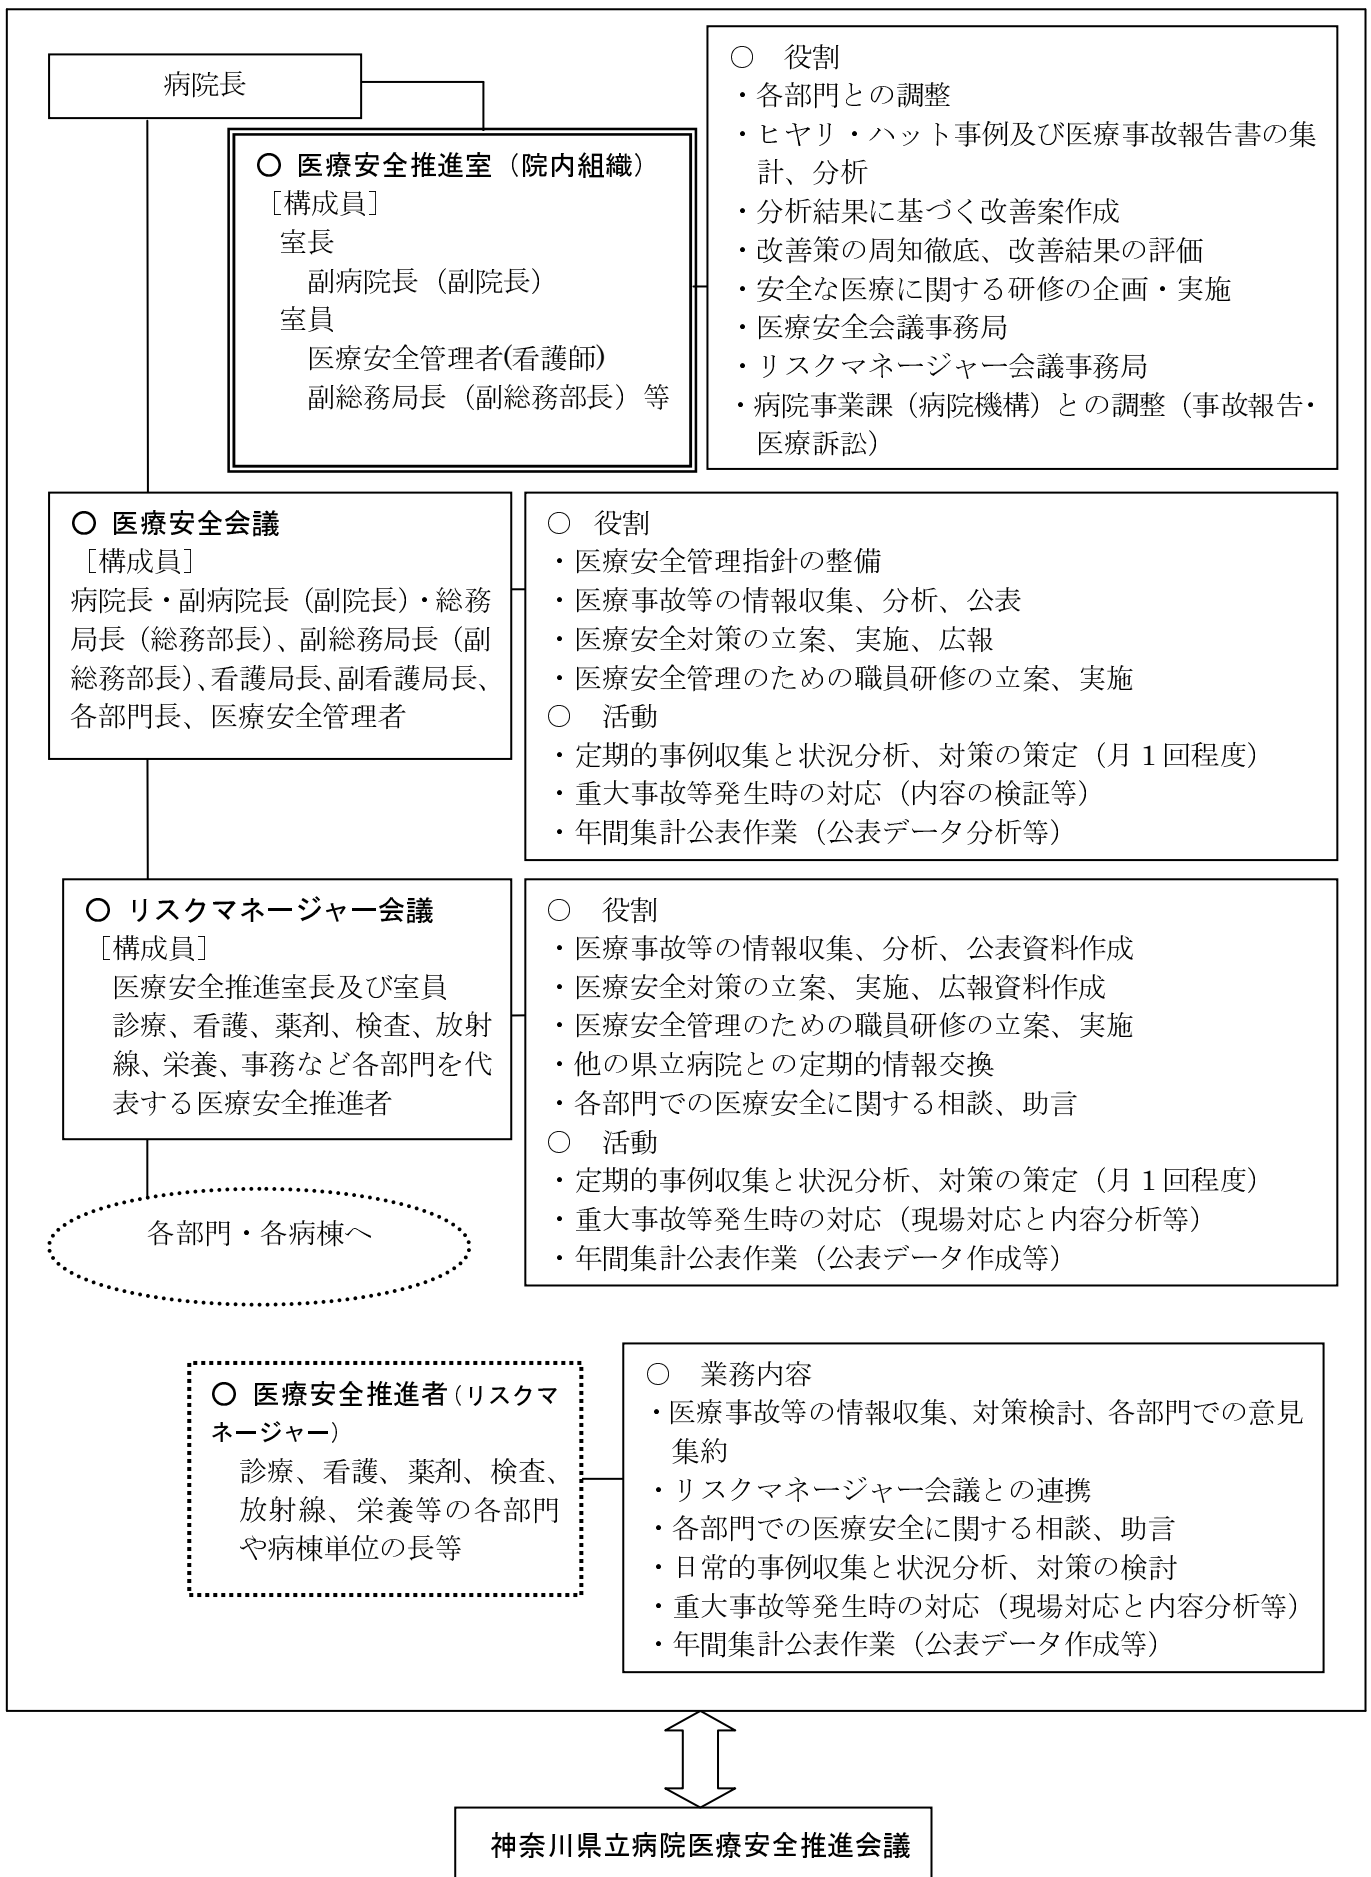 病院長
○ 医療安全推進室（院内組織）
［構成員］
室長
副病院長（副院長）
室員
医療安全管理者(看護師)
副総務局長（副総務部長）等
○ 役割
・各部門との調整
・ヒヤリ・ハット事例及び医療事故報告書の集
計、分析
・分析結果に基づく改善案作成
・改善策の周知徹底、改善結果の評価
・安全な医療に関する研修の企画・実施
・医療安全会議事務局
・リスクマネージャー会議事務局
・病院事業課（病院機構）との調整（事故報告・
医療訴訟）
○ 医療安全会議
［構成員］
病院長・副病院長（副院長）・総務
局長（総務部長）、副総務局長（副
総務部長）、看護局長、副看護局長、
各部門長、医療安全管理者
○ 役割
・医療安全管理指針の整備
・医療事故等の情報収集、分析、公表
・医療安全対策の立案、実施、広報
・医療安全管理のための職員研修の立案、実施
○ 活動
・定期的事例収集と状況分析、対策の策定（月１回程度）
・重大事故等発生時の対応（内容の検証等）
・年間集計公表作業（公表データ分析等）
○ リスクマネージャー会議
［構成員］
医療安全推進室長及び室員
診療、看護、薬剤、検査、放射
線、栄養、事務など各部門を代
表する医療安全推進者
○ 役割
・医療事故等の情報収集、分析、公表資料作成
・医療安全対策の立案、実施、広報資料作成
・医療安全管理のための職員研修の立案、実施
・他の県立病院との定期的情報交換
・各部門での医療安全に関する相談、助言
○ 活動
・定期的事例収集と状況分析、対策の策定（月１回程度）
・重大事故等発生時の対応（現場対応と内容分析等）
・年間集計公表作業（公表データ作成等）
各部門・各病棟へ
○ 医療安全推進者（リスクマ
ネージャー）
診療、看護、薬剤、検査、
放射線、栄養等の各部門
や病棟単位の長等
○ 業務内容
・医療事故等の情報収集、対策検討、各部門での意見
集約
・リスクマネージャー会議との連携
・各部門での医療安全に関する相談、助言
・日常的事例収集と状況分析、対策の検討
・重大事故等発生時の対応（現場対応と内容分析等）
・年間集計公表作業（公表データ作成等）
神奈川県立病院医療安全推進会議